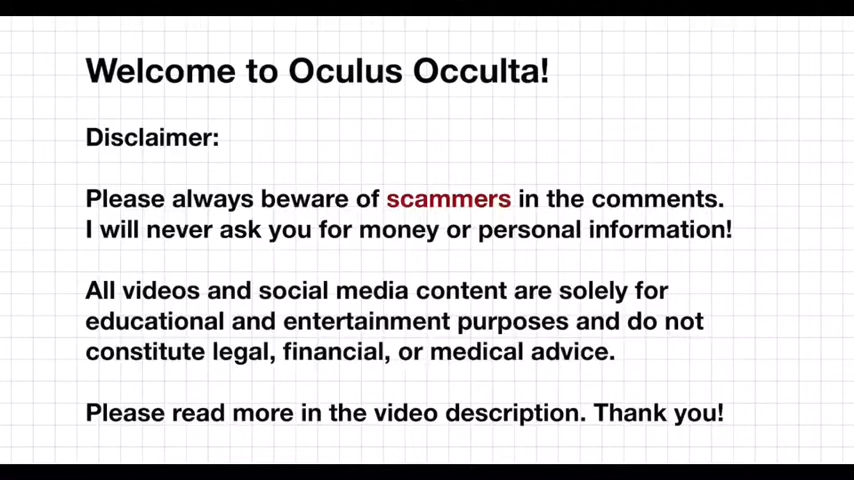 Welcome to Oculus Occulta!
Disclaimer:
Please always beware of scammers in the comments.
I will never ask you for money or personal information!
All videos and social media content are solely for
educational and entertainment purposes and do not
constitute legal, financial, or medical advice.
Please read more in the video description. Thank you!